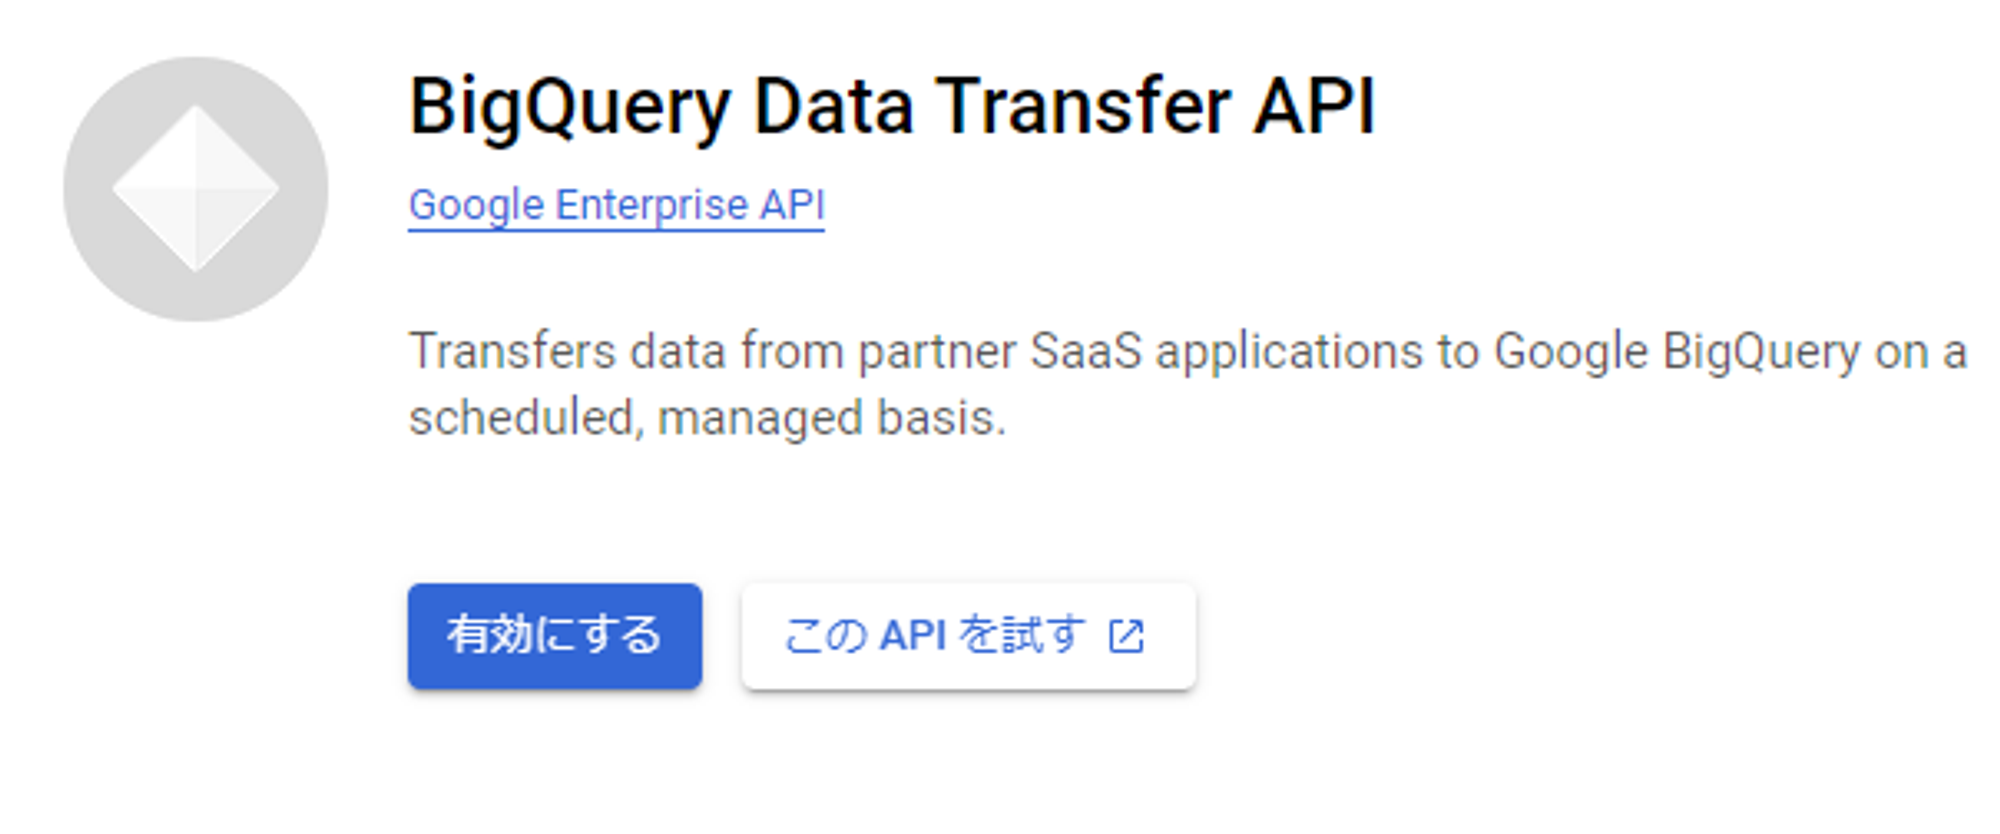 BigQuery Data Transfer API
Google Enterprise API
Transfers data from partner SaaS applications to Google BigQuery on a
scheduled, managed basis.
有効にする
この API を試す